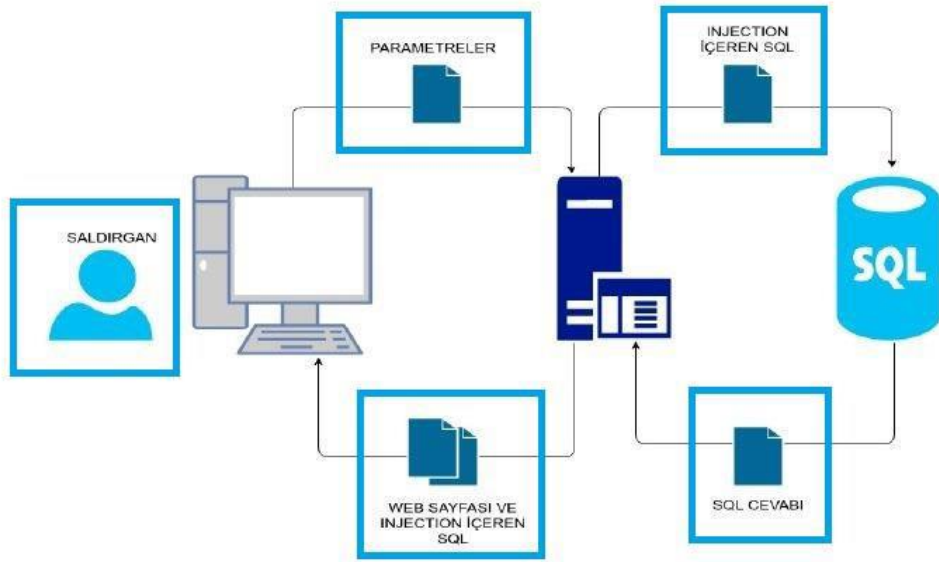 PARAMETRELER
INJECTION
İÇEREN SQL
SALDIRGAN
SQL
WEB SAYFASI VE
INJECTION İÇEREN
SQL
SQL CEVABI